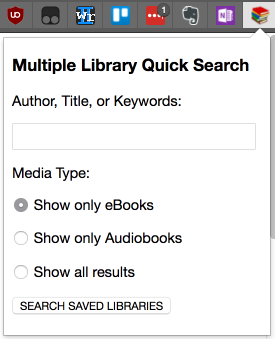 UO
Wr
1
N
Multiple Library Quick Search
Author, Title, or Keywords:
Media Type:
Show only eBooks
Show only Audiobooks
Show all results
SEARCH SAVED LIBRARIES